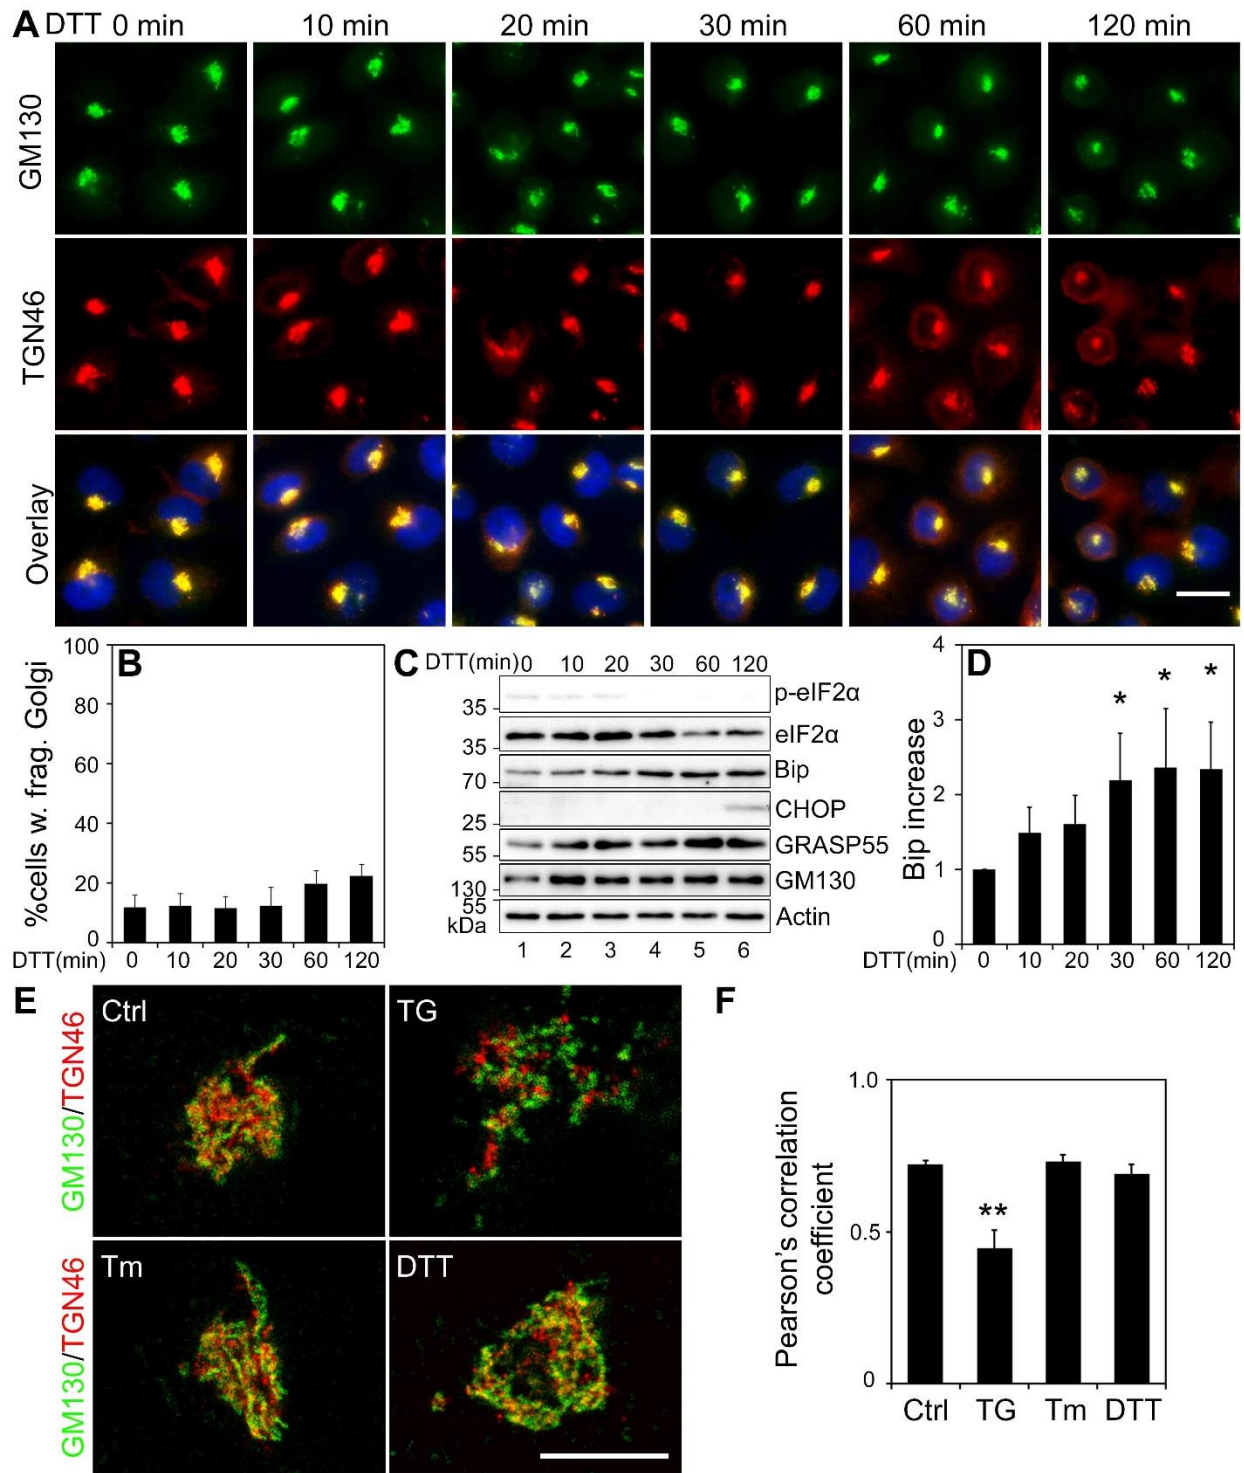 A DTT 0 min 10 min 20 min 30 min 60 min 120 min
GM130
TGN46
Overlay
B
%cells w. frag. Golgi
100
80
60
40
20
0
DTT(min) 0 10 20 30 60 120
C DTT(min) 0 10 20 30 60 120
35 p-eIF2α
35 eIF2α
70 Bip
25 CHOP
55 GRASP55
130 GM130
55 Actin
kDa
1 2 3 4 5 6
D
Bip increase
4
3
2
1
0
* * *
DTT(min) 0 10 20 30 60 120
E
GM130/TGN46
Ctrl TG
GM130/TGN46
Tm DTT
F
Pearson's correlation
coefficient
1.0
0.5
0
**
Ctrl TG Tm DTT